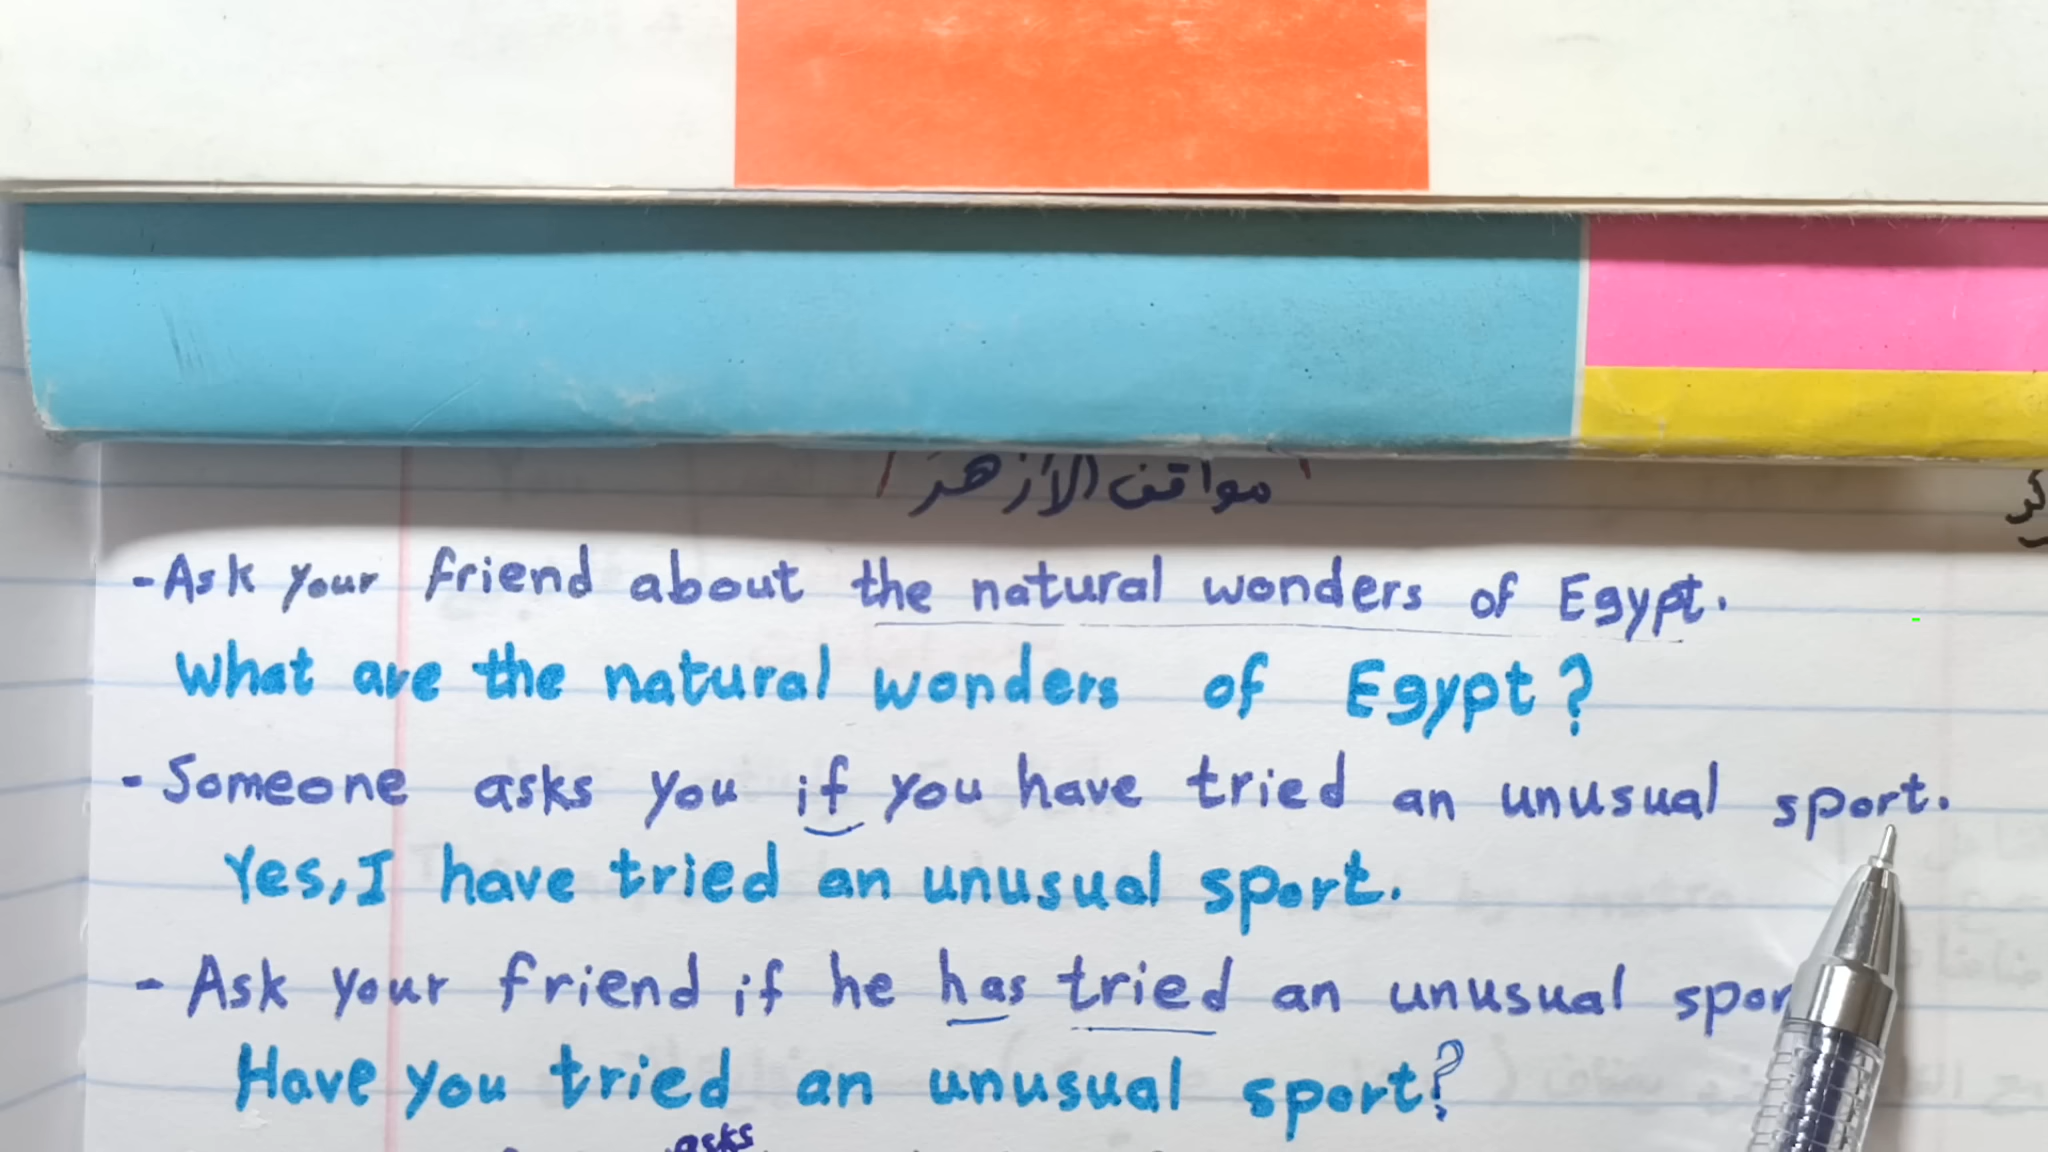 مواقف الأزهر
- Ask your friend about the natural wonders of Egypt.
What are the natural wonders of Egypt?
- Someone asks you if you have tried an unusual sport.
Yes, I have tried an unusual sport.
- Ask your friend if he has tried an unusual spor
Have you tried an unusual sport?
asks